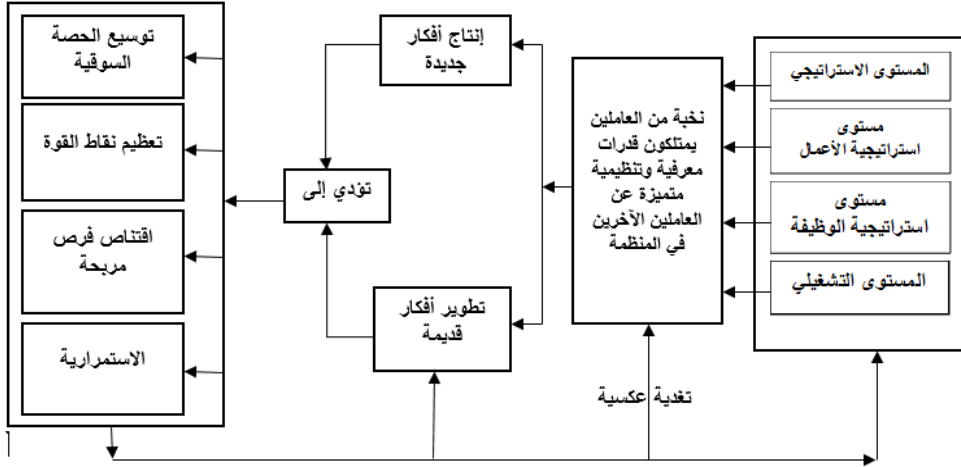 المستوى الاستراتيجي
مستوى
استراتيجية الأعمال
مستوى
استراتيجية الوظيفة
المستوى التشغيلي
نخبة من العاملين
يمتلكون قدرات
معرفية وتنظيمية
متميزة عن
العاملين الآخرين
في المنظمة
إنتاج أفكار
جديدة
تطوير أفكار
قديمة
تؤدي إلى
توسيع الحصة
السوقية
تعظيم نقاط القوة
اقتناص فرص
مربحة
الاستمرارية
تغدية عكسية